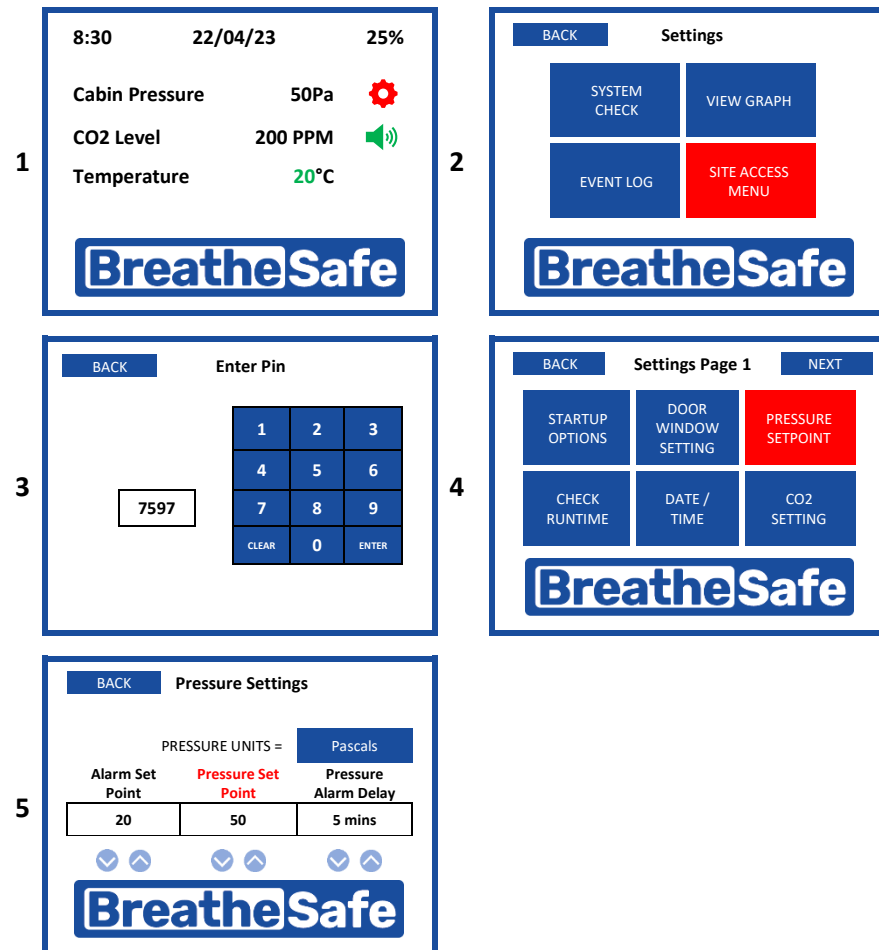 1
8:30 22/04/23 25%
Cabin Pressure 50Pa
CO2 Level 200 PPM
Temperature 20°C
BreatheSafe
2
BACK Settings
SYSTEM
CHECK
VIEW GRAPH
EVENT LOG
SITE ACCESS
MENU
BreatheSafe
3
BACK Enter Pin
1 2 3
4 5 6
7597
7 8 9
CLEAR 0 ENTER
4
BACK Settings Page 1 NEXT
STARTUP
OPTIONS
DOOR
WINDOW
SETTING
PRESSURE
SETPOINT
CHECK
RUNTIME
DATE /
TIME
CO2
SETTING
BreatheSafe
5
BACK Pressure Settings
PRESSURE UNITS = Pascals
Alarm Set
Point
Pressure Set
Point
Pressure
Alarm Delay
20 50 5 mins
BreatheSafe